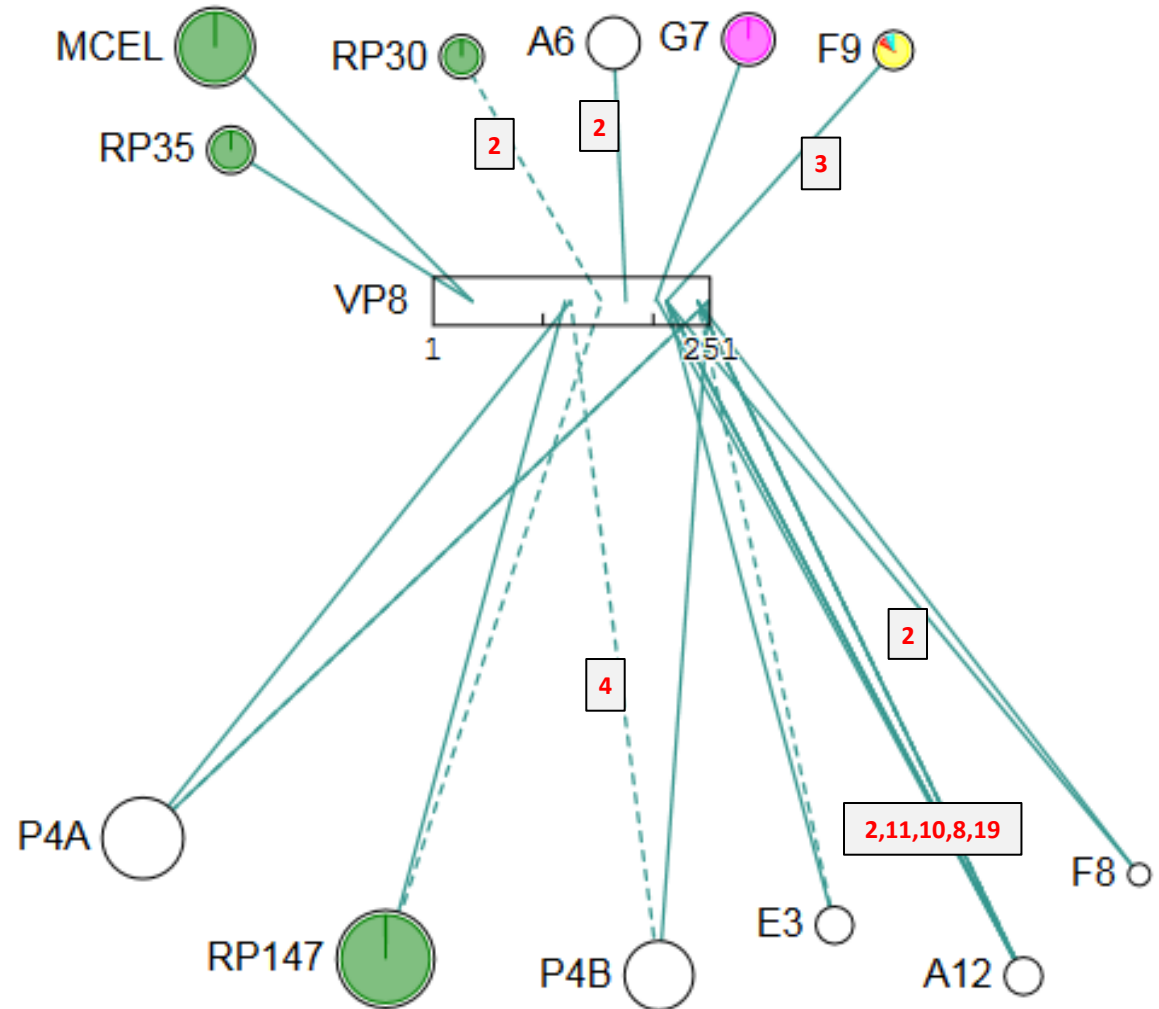 MCEL
RP30
A6
G7
F9
RP35
2
2
3
VP8
1
251
2
4
2,11,10,8,19
P4A
F8
E3
RP147
P4B
A12